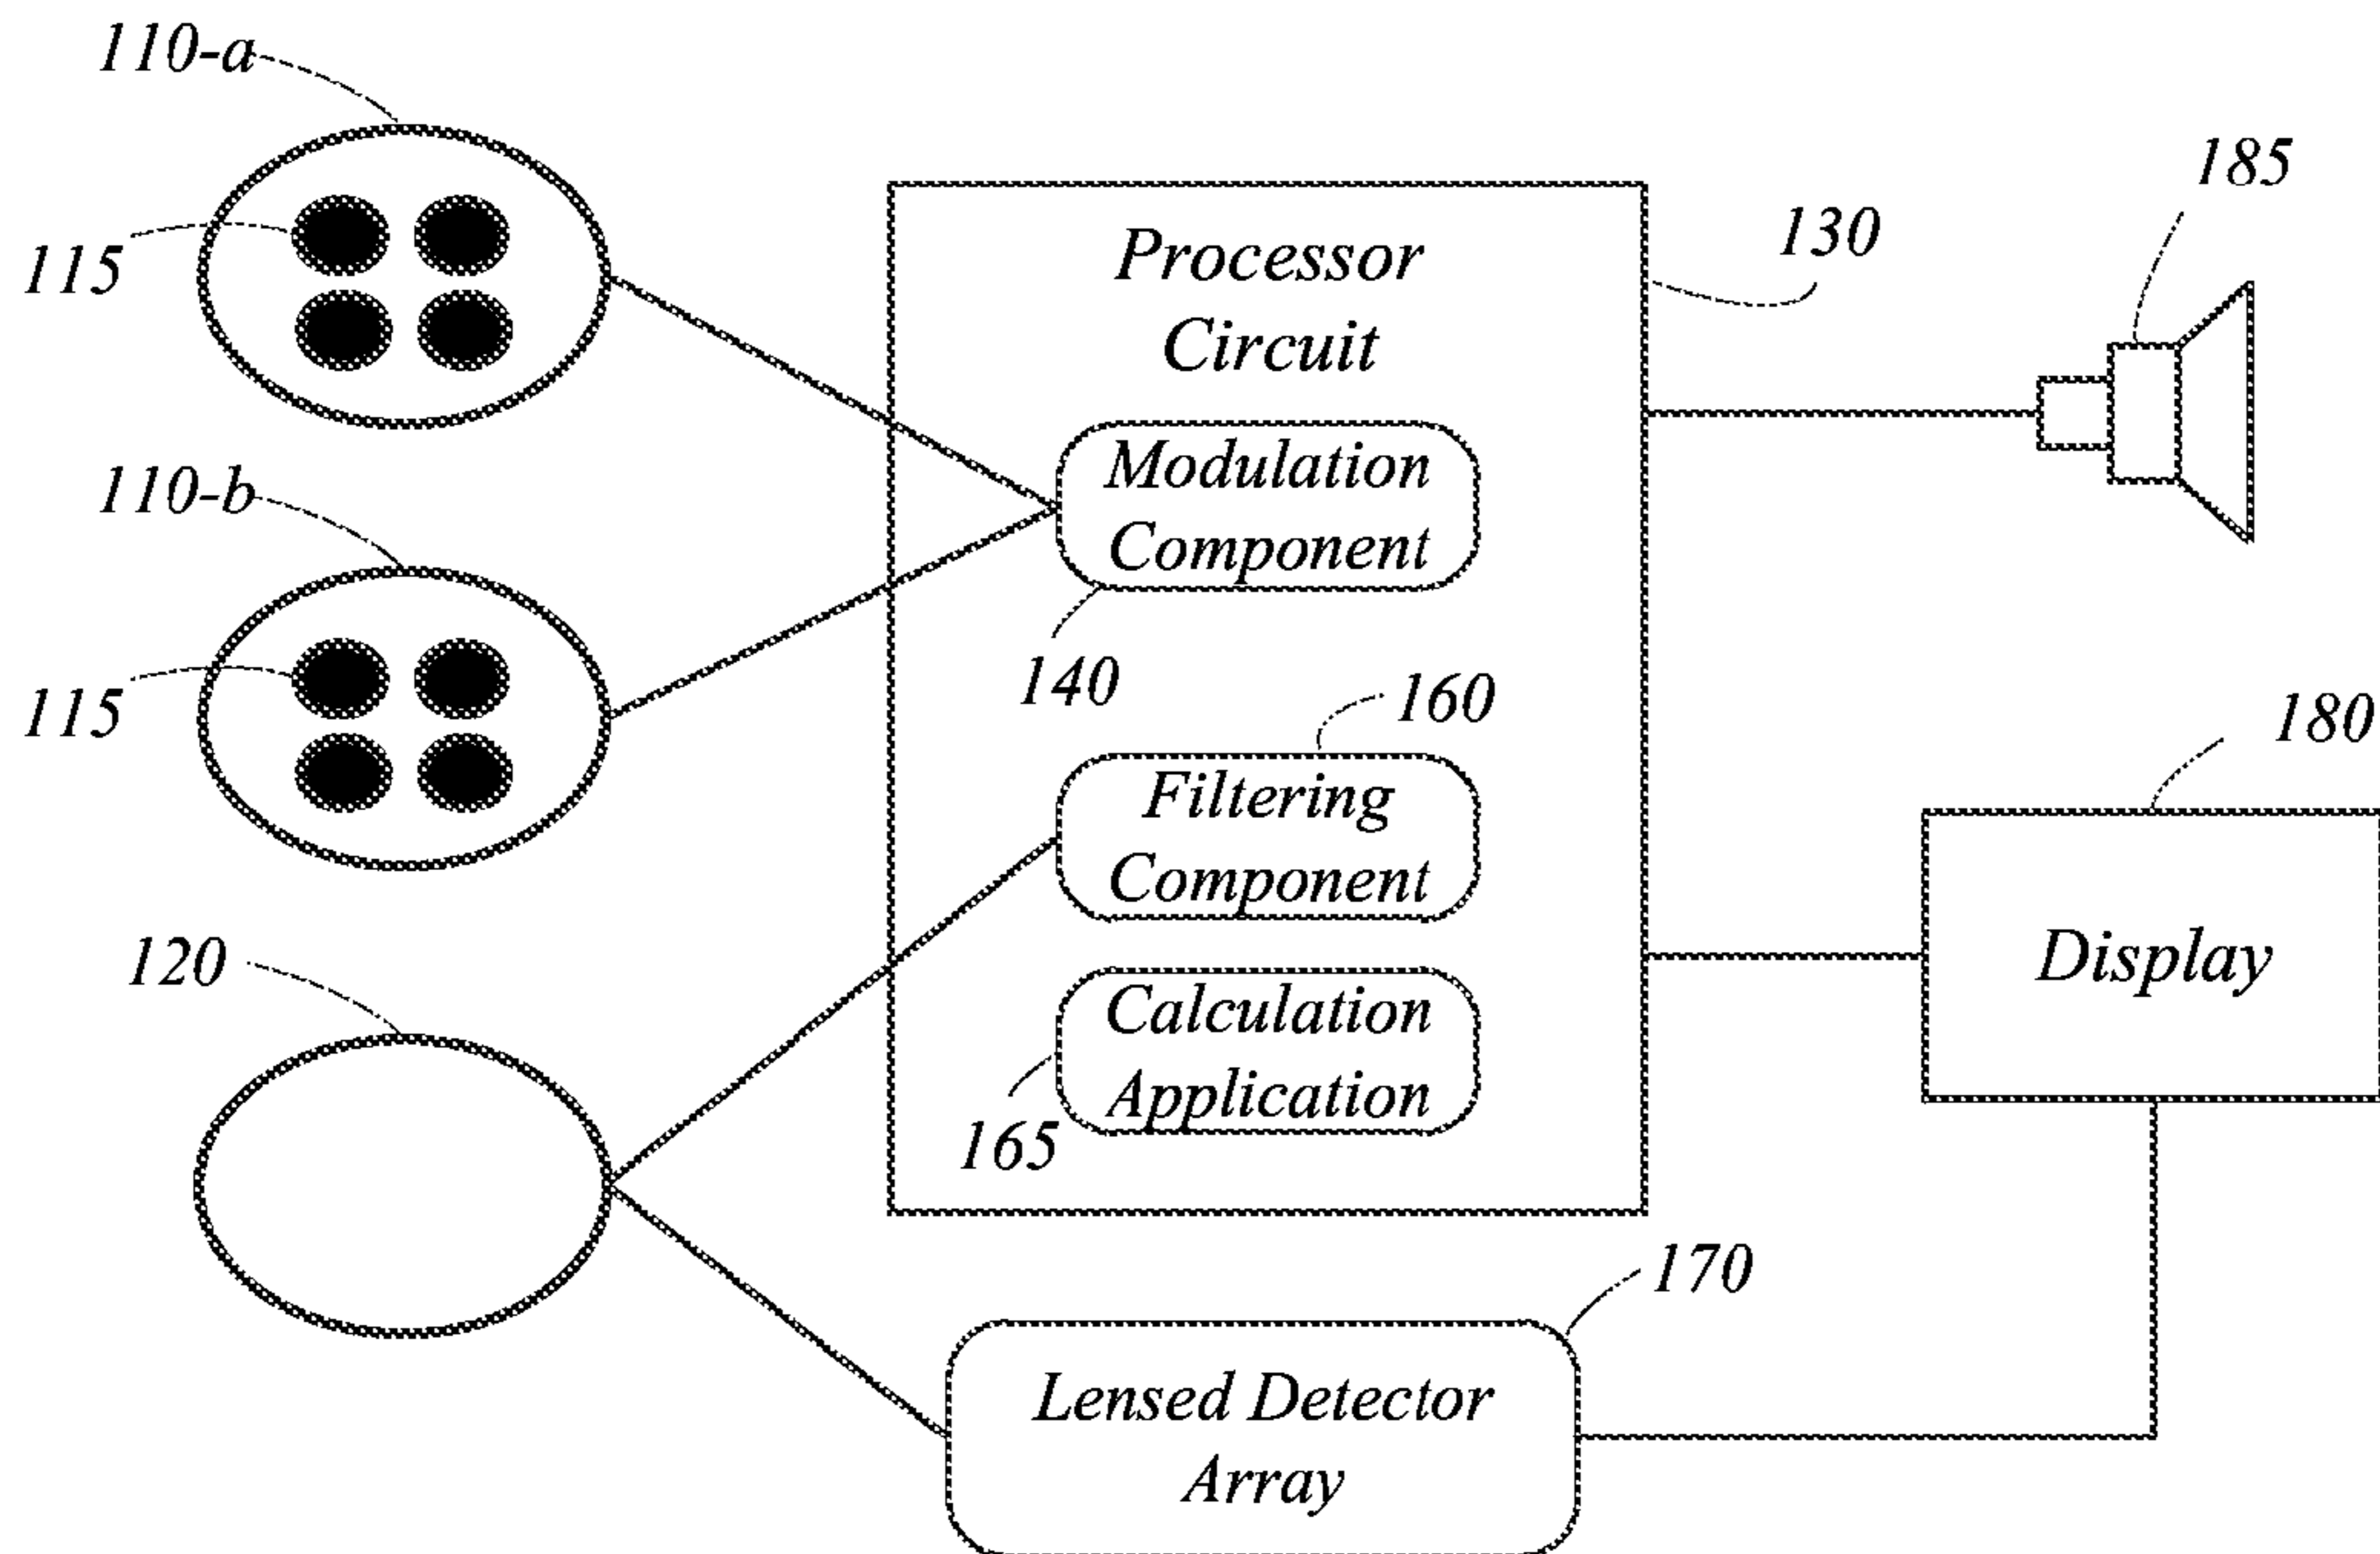 110-a
185
130
Processor
Circuit
115
Modulation
Component
110-b
140
160
115
180
Filtering
Component
120
Display
Calculation
Application
165
170
Lensed Detector
Array